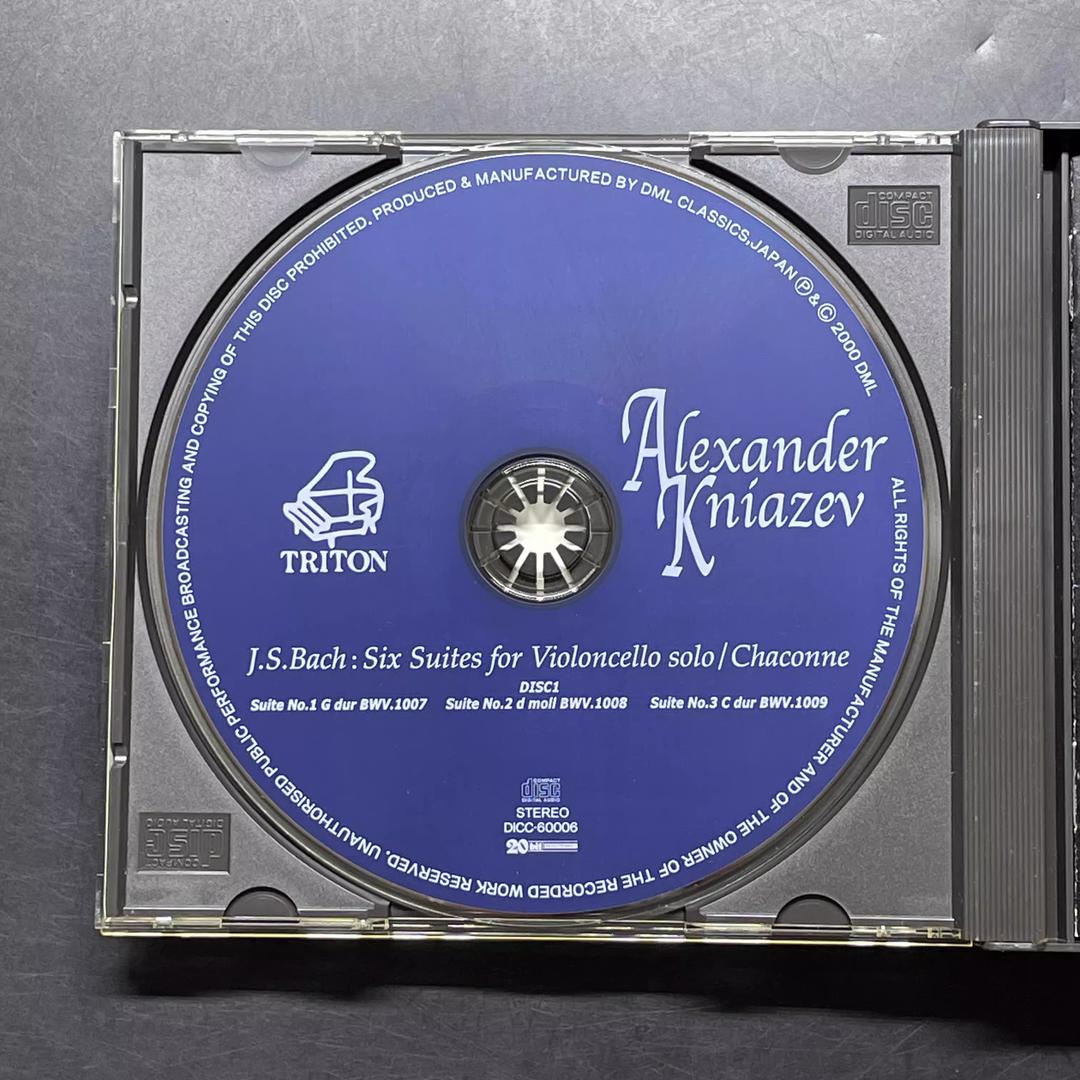 ALL RIGHTS OF THE MANUFACTURER AND OF THE OWNER OF THE RECORDED WORK RESERVED. UNAUTHORISED PUBLIC PERFORMANCE BROADCASTING AND COPYING OF THIS DISC PROHIBITED. PRODUCED & MANUFACTURED BY DML CLASSICS,JAPAN Ⓟ & © 2000 DML
COMPACT
disc
DIGITAL AUDIO
Alexander
Kniazev
TRITON
J.S.Bach : Six Suites for Violoncello solo / Chaconne
DISC1
Suite No.1 G dur BWV.1007 Suite No.2 d moll BWV.1008 Suite No.3 C dur BWV.1009
COMPACT
disc
DIGITAL AUDIO
STEREO
DICC-60006
20bit
COMPACT
disc
DIGITAL AUDIO